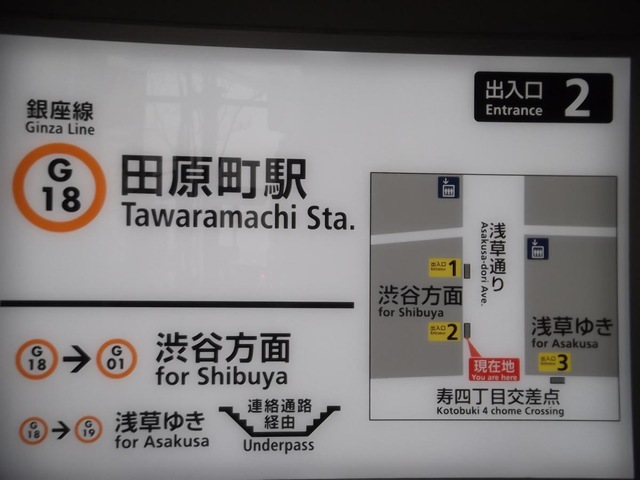 銀座線
Ginza Line
G
18
田原町駅
Tawaramachi Sta.
出入口
Entrance
2
G
18
G
01
渋谷方面
for Shibuya
G
18
G
19
浅草ゆき
for Asakusa
連絡通路
経由
Underpass
浅草通り
Asakusa-dori Ave.
出入口
Entrance
1
渋谷方面
for Shibuya
出入口
Entrance
2
現在地
You are here
浅草ゆき
for Asakusa
出入口
Entrance
3
寿四丁目交差点
Kotobuki 4 chome Crossing